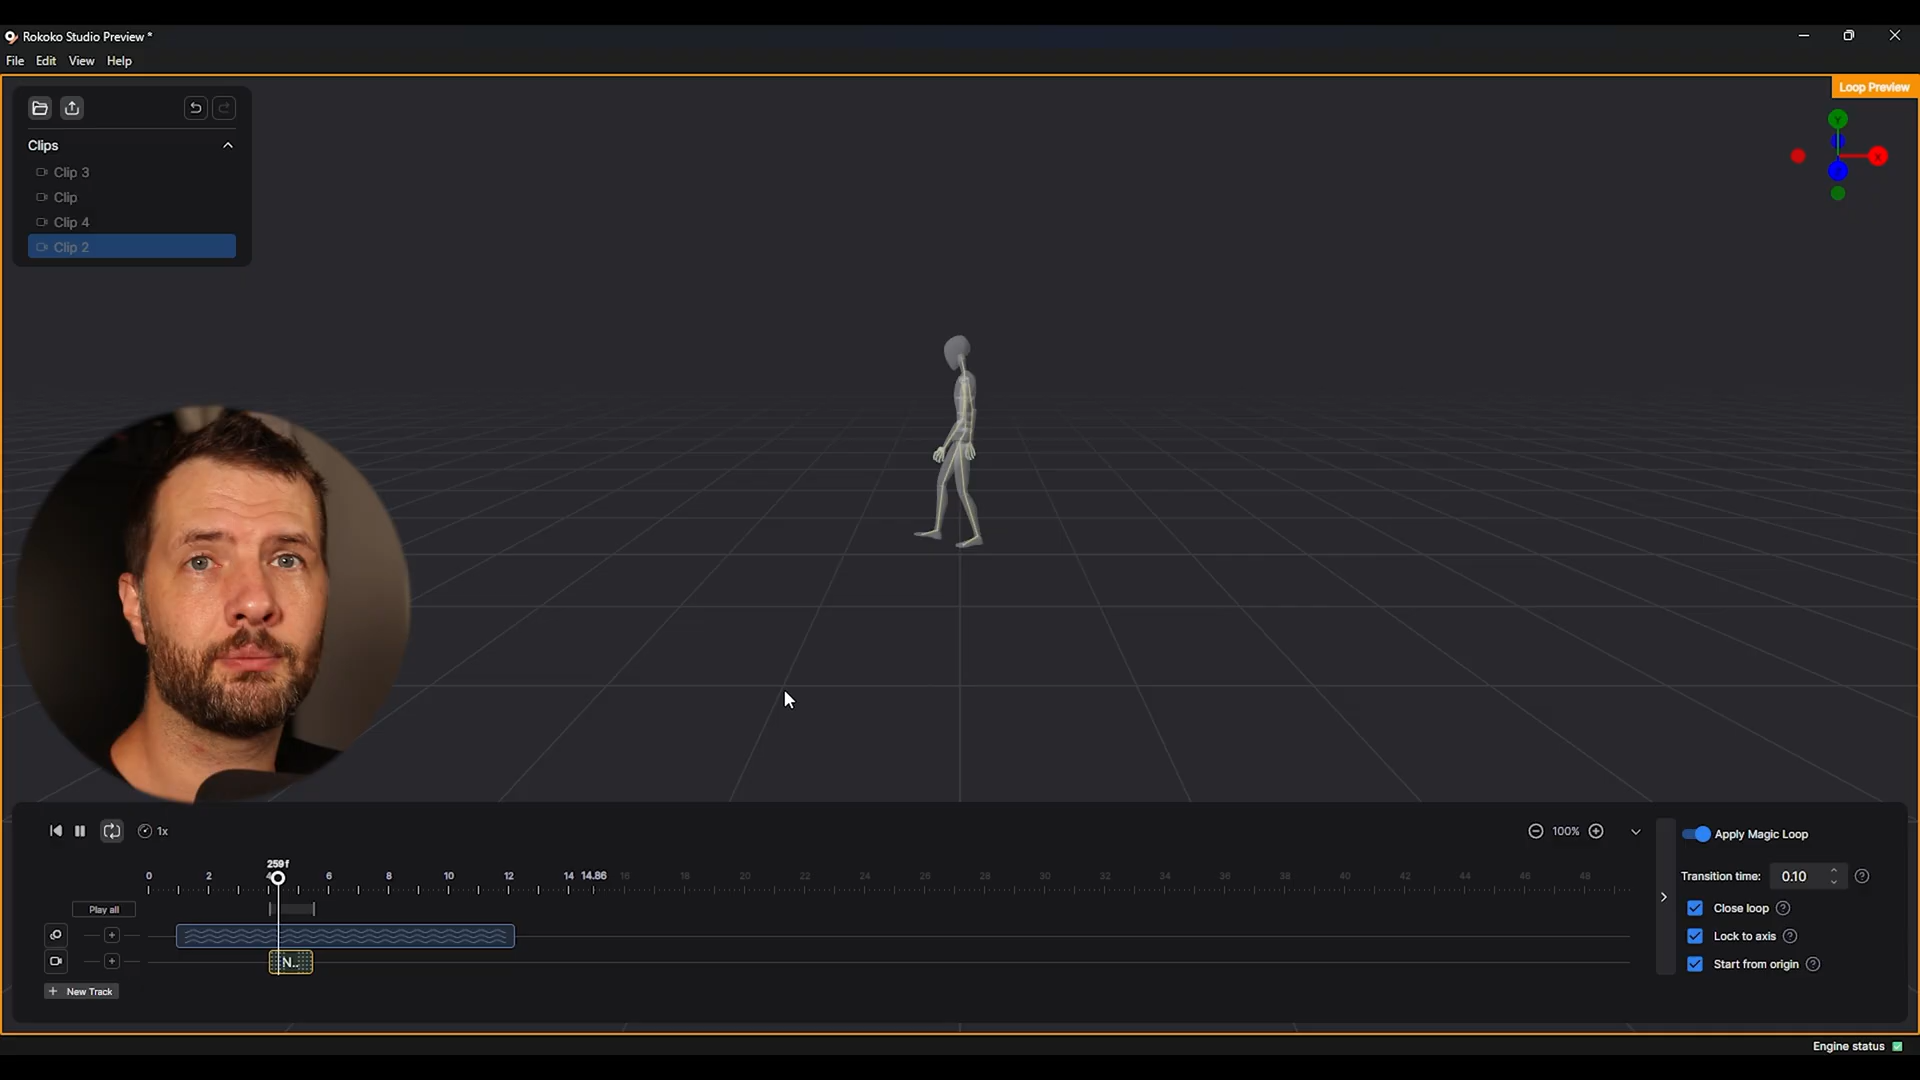 Rokoko Studio Preview *
File Edit View Help
Loop Preview
Y
X
Clips
Clip 3
Clip
Clip 4
Clip 2
1x
100%
Apply Magic Loop
259f
0 2 4 6 8 10 12 14 14.86 16 18 20 22 24 26 28 30 32 34 36 38 40 42 44 46 48
Transition time: 0.10
Play all
Close loop
Lock to axis
N..
Start from origin
+ New Track
Engine status